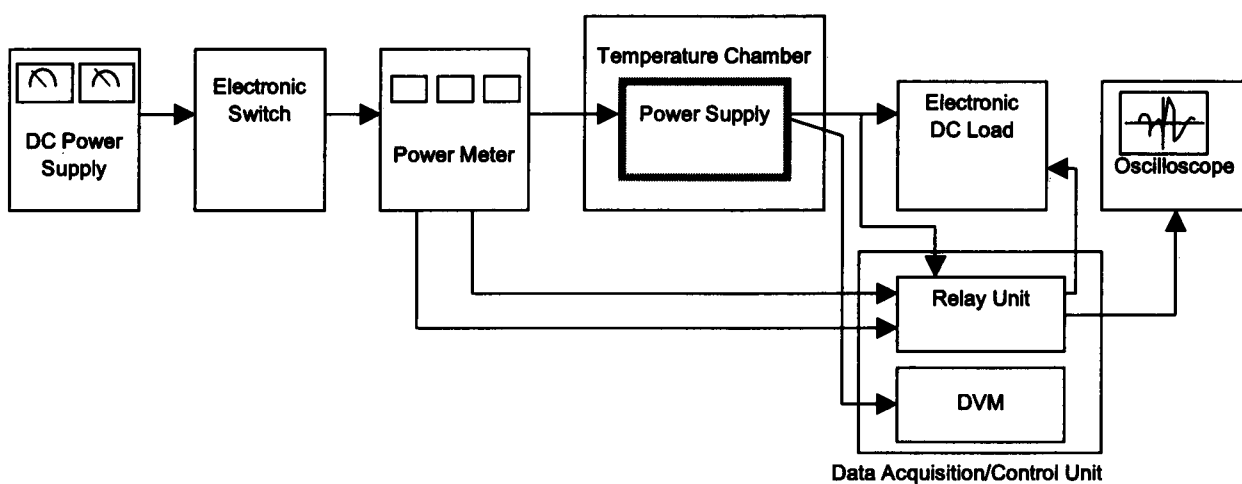 DC Power
Supply
Electronic
Switch
Power Meter
Temperature Chamber
Power Supply
Electronic
DC Load
Oscilloscope
Relay Unit
DVM
Data Acquisition/Control Unit